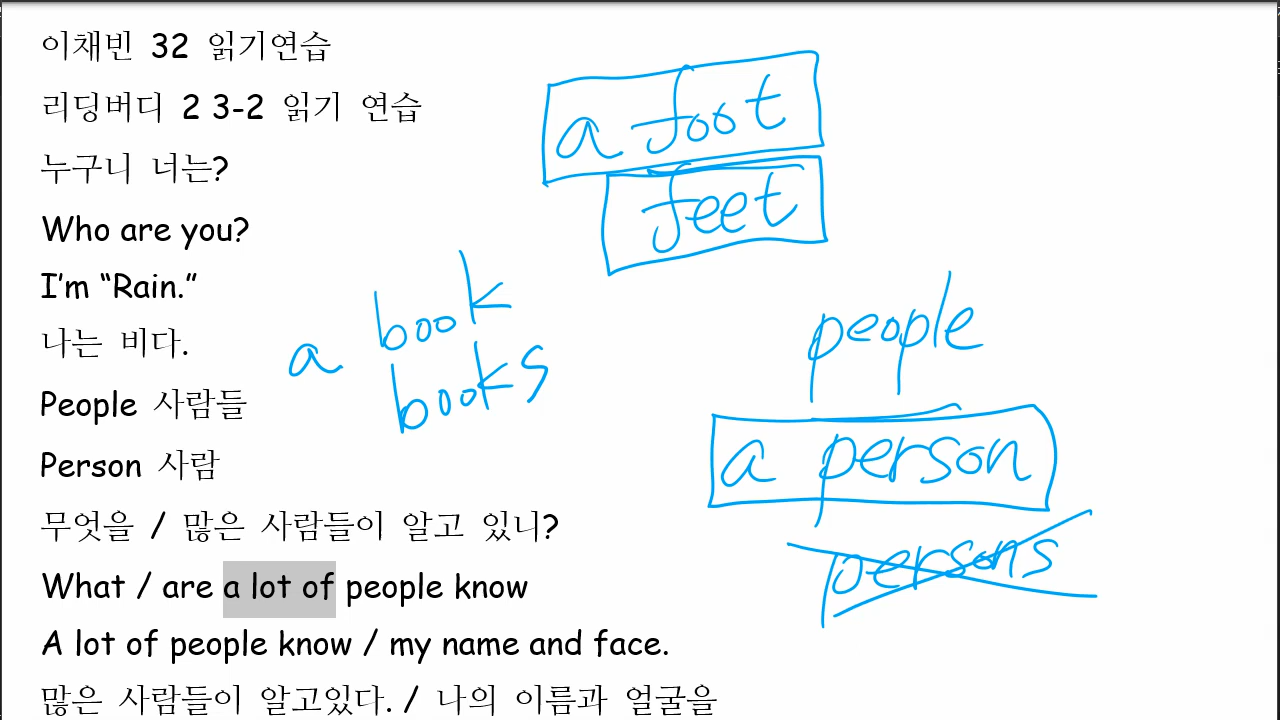 이채빈 32 읽기연습
리딩버디 2 3-2 읽기 연습
누구니 너는?
Who are you?
I'm “Rain.”
나는 비다.
People 사람들
Person 사람
무엇을 / 많은 사람들이 알고 있니?
What / are a lot of people know
A lot of people know / my name and face.
많은 사람들이 알고있다. / 나의 이름과 얼굴을
a foot
feet
a book
books
people
a person
persons